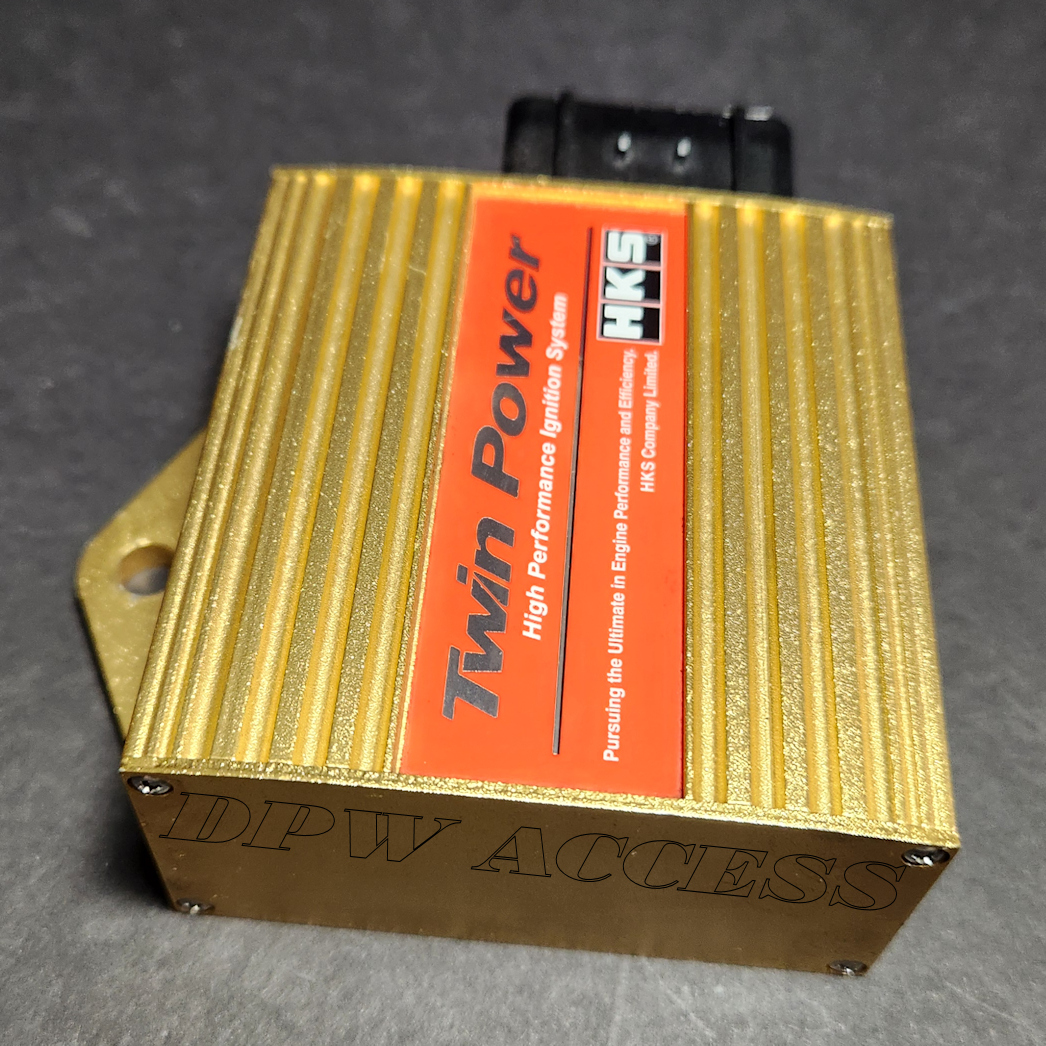 Twin Power
High Performance Ignition System
HKS®
Pursuing the Ultimate in Engine Performance and Efficiency.
HKS Company Limited.
DPW ACCESS